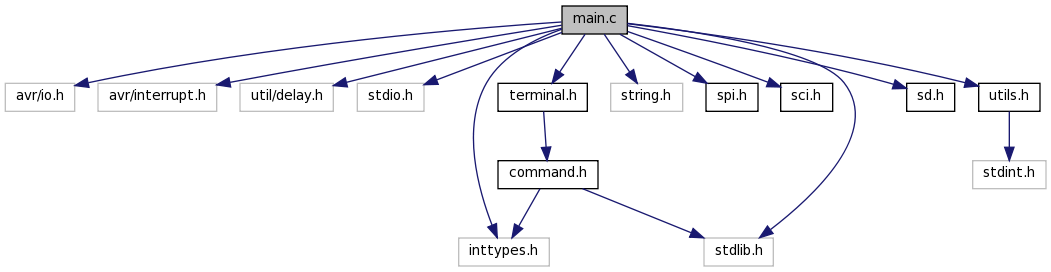 main.c
avr/io.h
avr/interrupt.h
util/delay.h
stdio.h
terminal.h
string.h
spi.h
sci.h
sd.h
utils.h
command.h
stdint.h
inttypes.h
stdlib.h